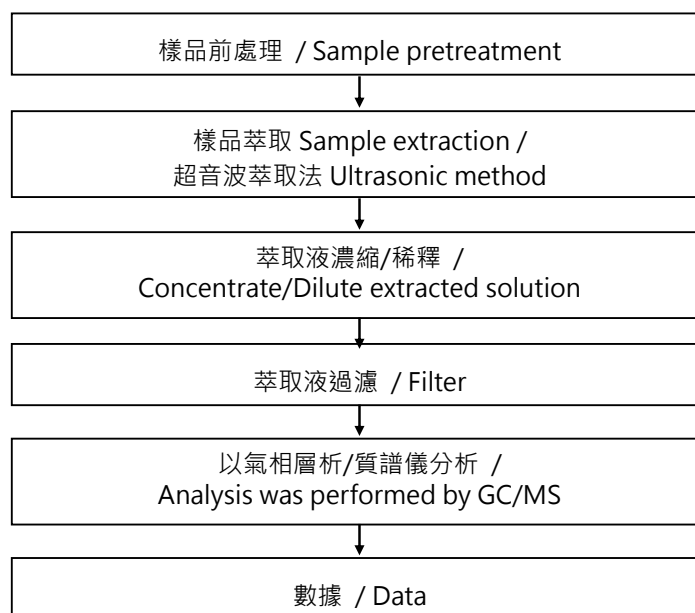 樣品前處理 / Sample pretreatment
樣品萃取 Sample extraction /
超音波萃取法 Ultrasonic method
萃取液濃縮/稀釋 /
Concentrate/Dilute extracted solution
萃取液過濾 / Filter
以氣相層析/質譜儀分析 /
Analysis was performed by GC/MS
數據 / Data